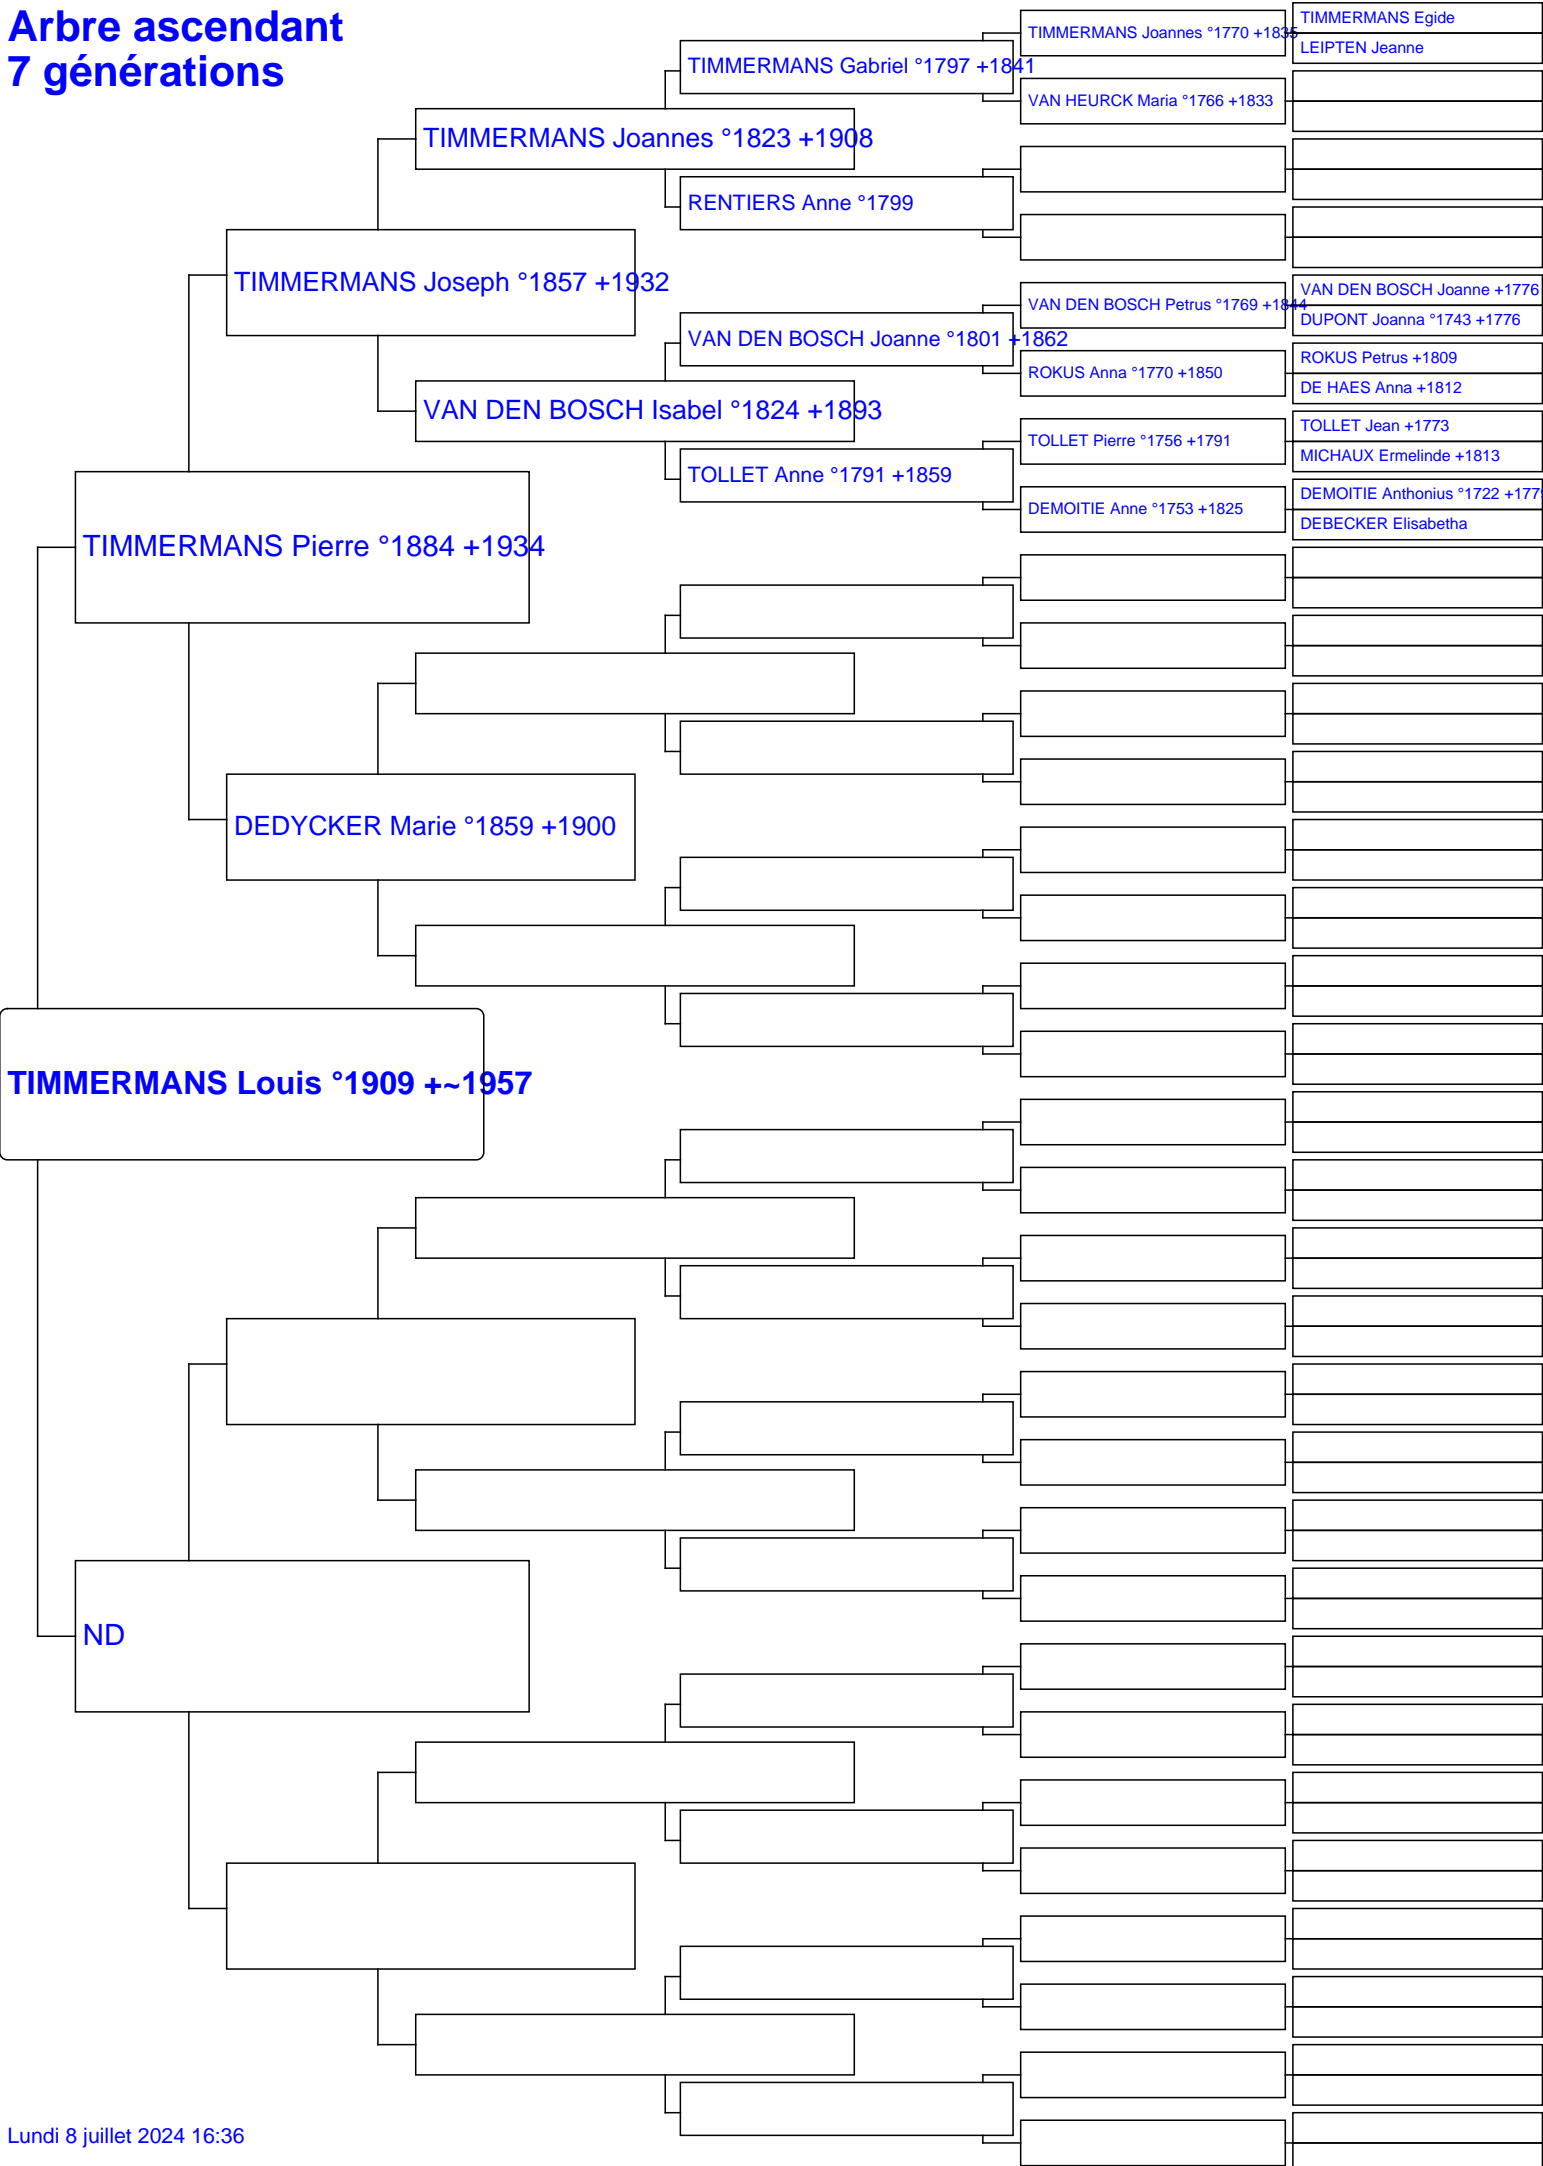 Arbre ascendant
7 générations
TIMMERMANS Egide
TIMMERMANS Joannes °1770 +1835
LEIPTEN Jeanne
TIMMERMANS Gabriel °1797 +1841
VAN HEURCK Maria °1766 +1833
TIMMERMANS Joannes °1823 +1908
RENTIERS Anne °1799
TIMMERMANS Joseph °1857 +1932
VAN DEN BOSCH Joanne +1776
VAN DEN BOSCH Petrus °1769 +1844
DUPONT Joanna °1743 +1776
VAN DEN BOSCH Joanne °1801 +1862
ROKUS Petrus +1809
ROKUS Anna °1770 +1850
DE HAES Anna +1812
VAN DEN BOSCH Isabel °1824 +1893
TOLLET Jean +1773
TOLLET Pierre °1756 +1791
MICHAUX Ermelinde +1813
TOLLET Anne °1791 +1859
DEMOITIE Anthonius °1722 +177
DEMOITIE Anne °1753 +1825
DEBECKER Elisabetha
TIMMERMANS Pierre °1884 +1934
DEDYCKER Marie °1859 +1900
TIMMERMANS Louis °1909 +~1957
ND
Lundi 8 juillet 2024 16:36